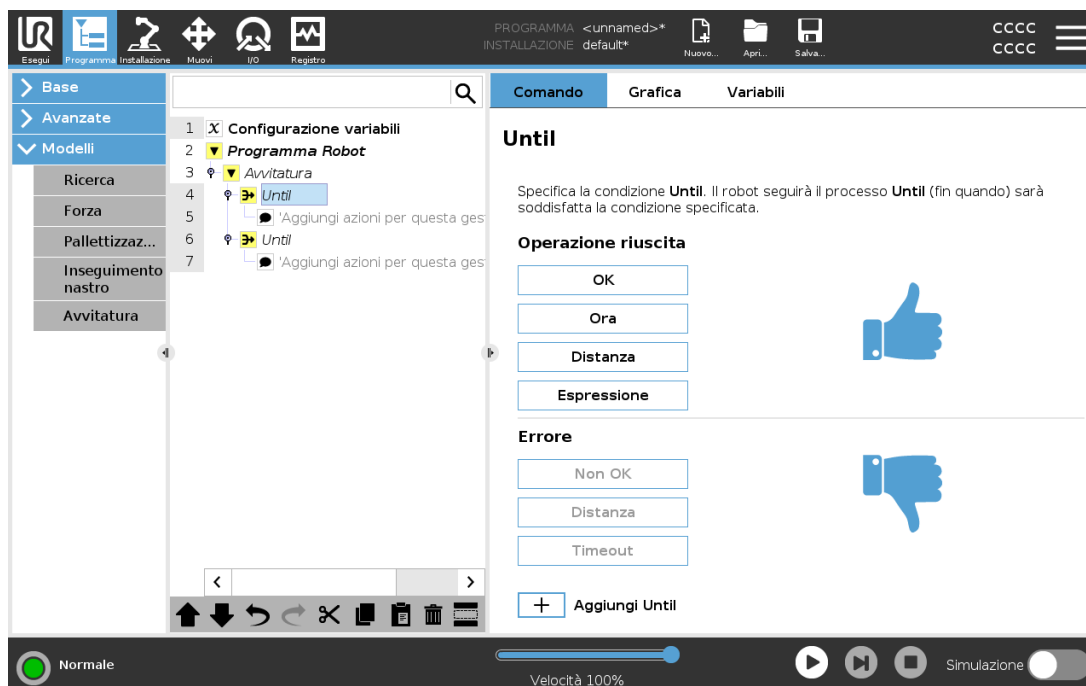 PROGRAMMA <unnamed>*
INSTALLAZIONE default*
Esegui
Programma
Installazione
Muovi
I/O
Registro
Nuovo...
Apri...
Salva...
CCCC
CCCC
Base
Avanzate
Modelli
Ricerca
Forza
Pallettizzaz...
Inseguimento
nastro
Avvitatura
1 X Configurazione variabili
2 Programma Robot
3 Avvitatura
4 Until
5 'Aggiungi azioni per questa ges
6 Until
7 'Aggiungi azioni per questa ges
Comando
Grafica
Variabili
Until
Specifica la condizione Until. Il robot seguirà il processo Until (fin quando) sarà
soddisfatta la condizione specificata.
Operazione riuscita
OK
Ora
Distanza
Espressione
Errore
Non OK
Distanza
Timeout
+ Aggiungi Until
Normale
Velocità 100%
Simulazione